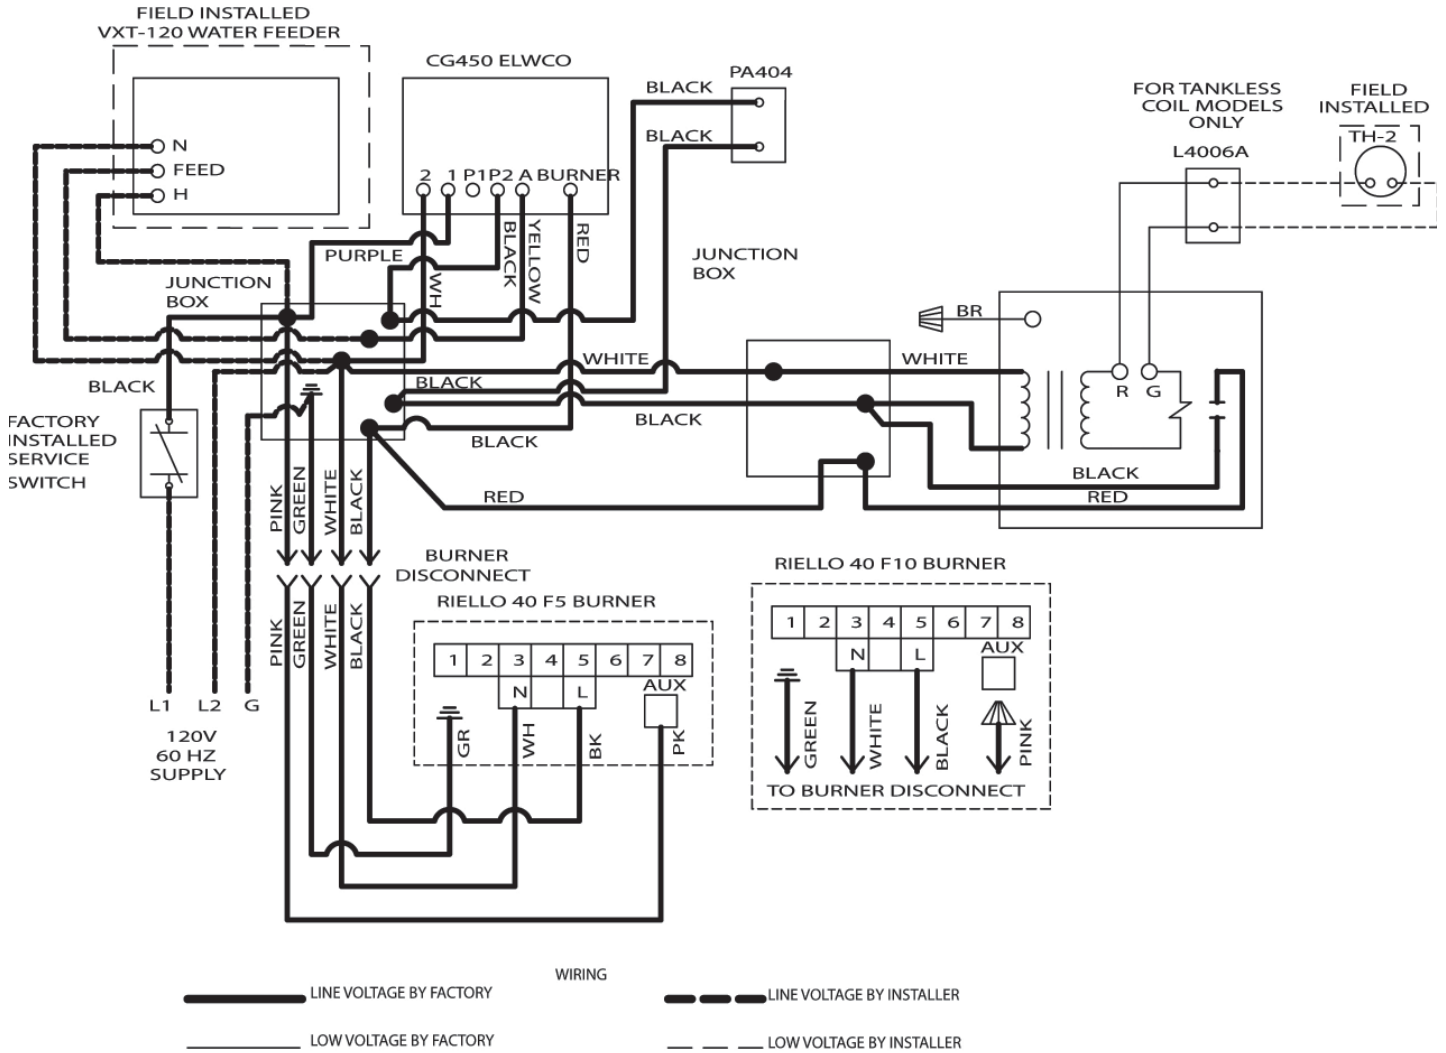 FIELD INSTALLED
VXT-120 WATER FEEDER
CG450 ELWCO
PA404
BLACK
BLACK
FOR TANKLESS
COIL MODELS
ONLY
L4006A
FIELD
INSTALLED
TH-2
N
FEED
H
2 1 P1 P2 A BURNER
PURPLE
WH
BLACK
YELLOW
RED
JUNCTION
BOX
JUNCTION
BOX
BR
WHITE
WHITE
R G
BLACK
BLACK
BLACK
BLACK
BLACK
RED
RED
FACTORY
INSTALLED
SERVICE
SWITCH
PINK
GREEN
WHITE
BLACK
BURNER
DISCONNECT
PINK
GREEN
WHITE
BLACK
L1 L2 G
120V
60 HZ
SUPPLY
RIELLO 40 F5 BURNER
1 2 3 4 5 6 7 8
N L
AUX
GR
WH
BK
PK
RIELLO 40 F10 BURNER
1 2 3 4 5 6 7 8
N L
AUX
GREEN
WHITE
BLACK
PINK
TO BURNER DISCONNECT
WIRING
LINE VOLTAGE BY FACTORY
LINE VOLTAGE BY INSTALLER
LOW VOLTAGE BY FACTORY
LOW VOLTAGE BY INSTALLER